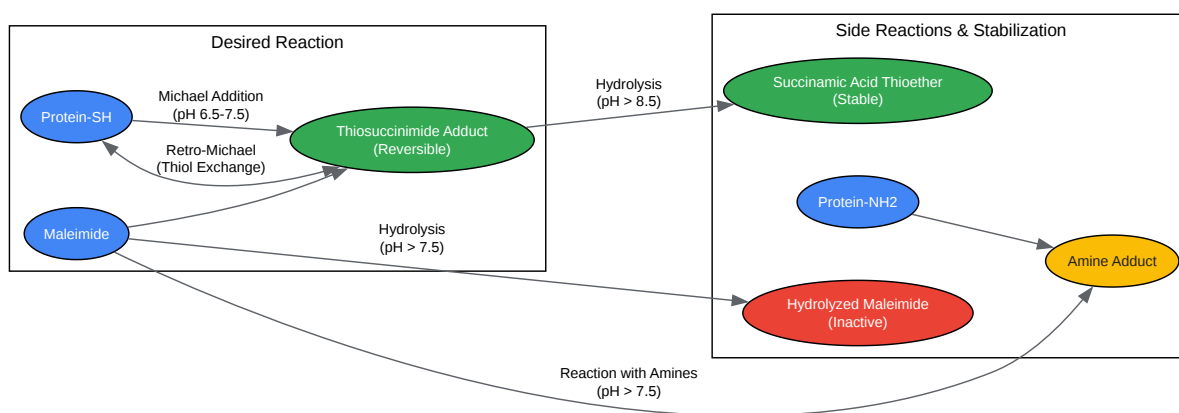 Desired Reaction
Protein-SH
Michael Addition
(pH 6.5-7.5)
Thiosuccinimide Adduct
(Reversible)
Retro-Michael
(Thiol Exchange)
Maleimide
Hydrolysis
(pH > 7.5)
Hydrolysis
(pH > 8.5)
Side Reactions & Stabilization
Succinamic Acid Thioether
(Stable)
Protein-NH2
Amine Adduct
Hydrolyzed Maleimide
(Inactive)
Reaction with Amines
(pH > 7.5)